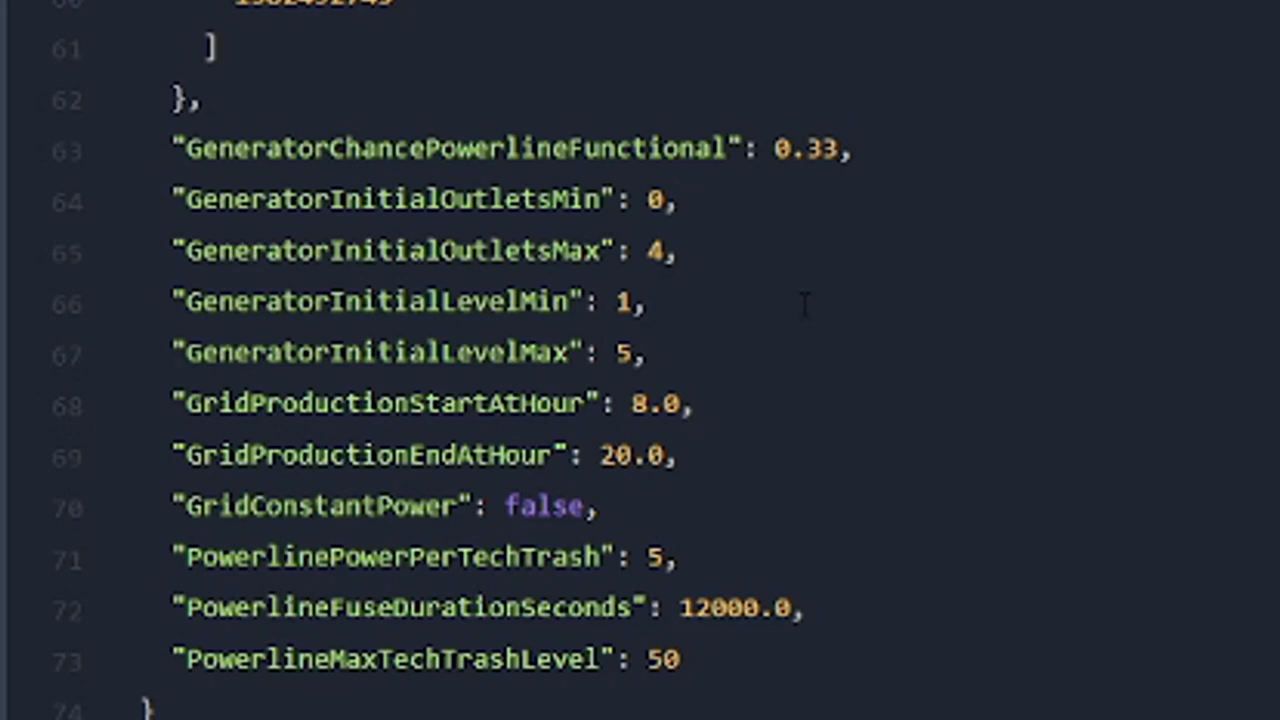 61 ]
62 },
63 "GeneratorChancePowerlineFunctional": 0.33,
64 "GeneratorInitialOutletsMin": 0,
65 "GeneratorInitialOutletsMax": 4,
66 "GeneratorInitialLevelMin": 1,
67 "GeneratorInitialLevelMax": 5,
68 "GridProductionStartAtHour": 8.0,
69 "GridProductionEndAtHour": 20.0,
70 "GridConstantPower": false,
71 "PowerlinePowerPerTechTrash": 5,
72 "PowerlineFuseDurationSeconds": 12000.0,
73 "PowerlineMaxTechTrashLevel": 50
74 }